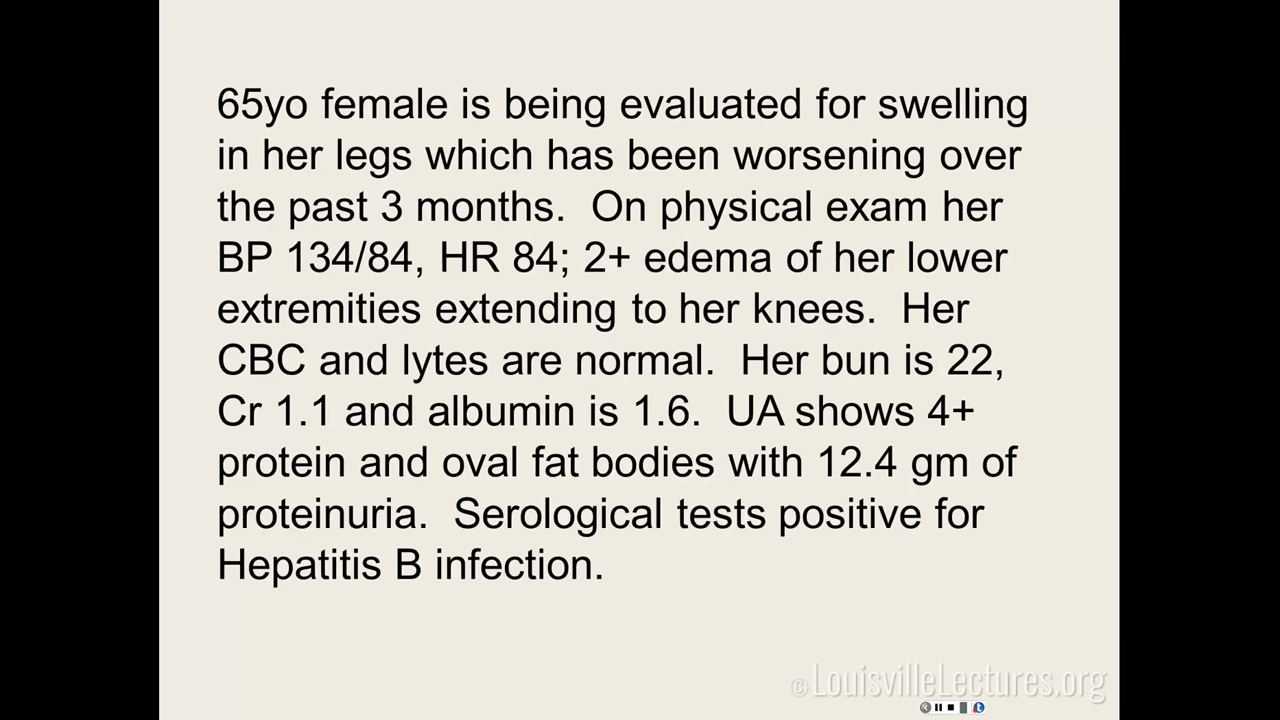 65yo female is being evaluated for swelling
in her legs which has been worsening over
the past 3 months.  On physical exam her
BP 134/84, HR 84; 2+ edema of her lower
extremities extending to her knees.  Her
CBC and lytes are normal.  Her bun is 22,
Cr 1.1 and albumin is 1.6.  UA shows 4+
protein and oval fat bodies with 12.4 gm of
proteinuria.  Serological tests positive for
Hepatitis B infection.
©LouisvilleLectures.org